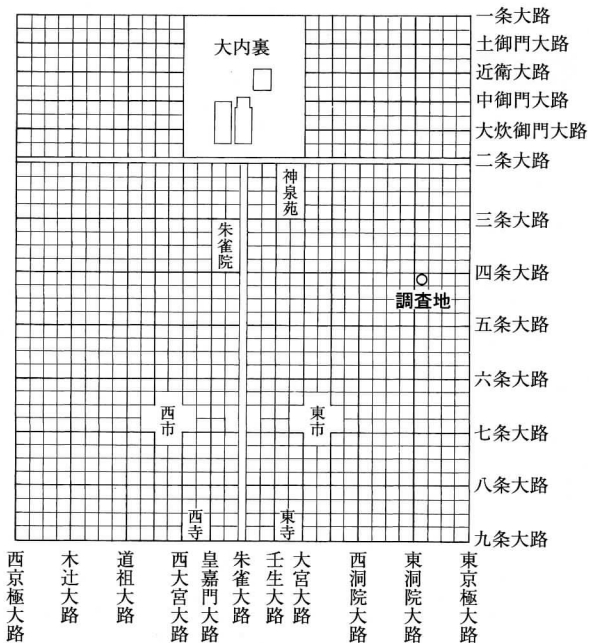 一条大路
大内裏
土御門大路
近衛大路
中御門大路
大炊御門大路
二条大路
神泉苑
三条大路
朱雀院
四条大路
調査地
五条大路
六条大路
西市
東市
七条大路
八条大路
西寺
東寺
九条大路
西京極大路
木辻大路
道祖大路
西大宮大路
皇嘉門大路
朱雀大路
壬生大路
大宮大路
西洞院大路
東洞院大路
東京極大路